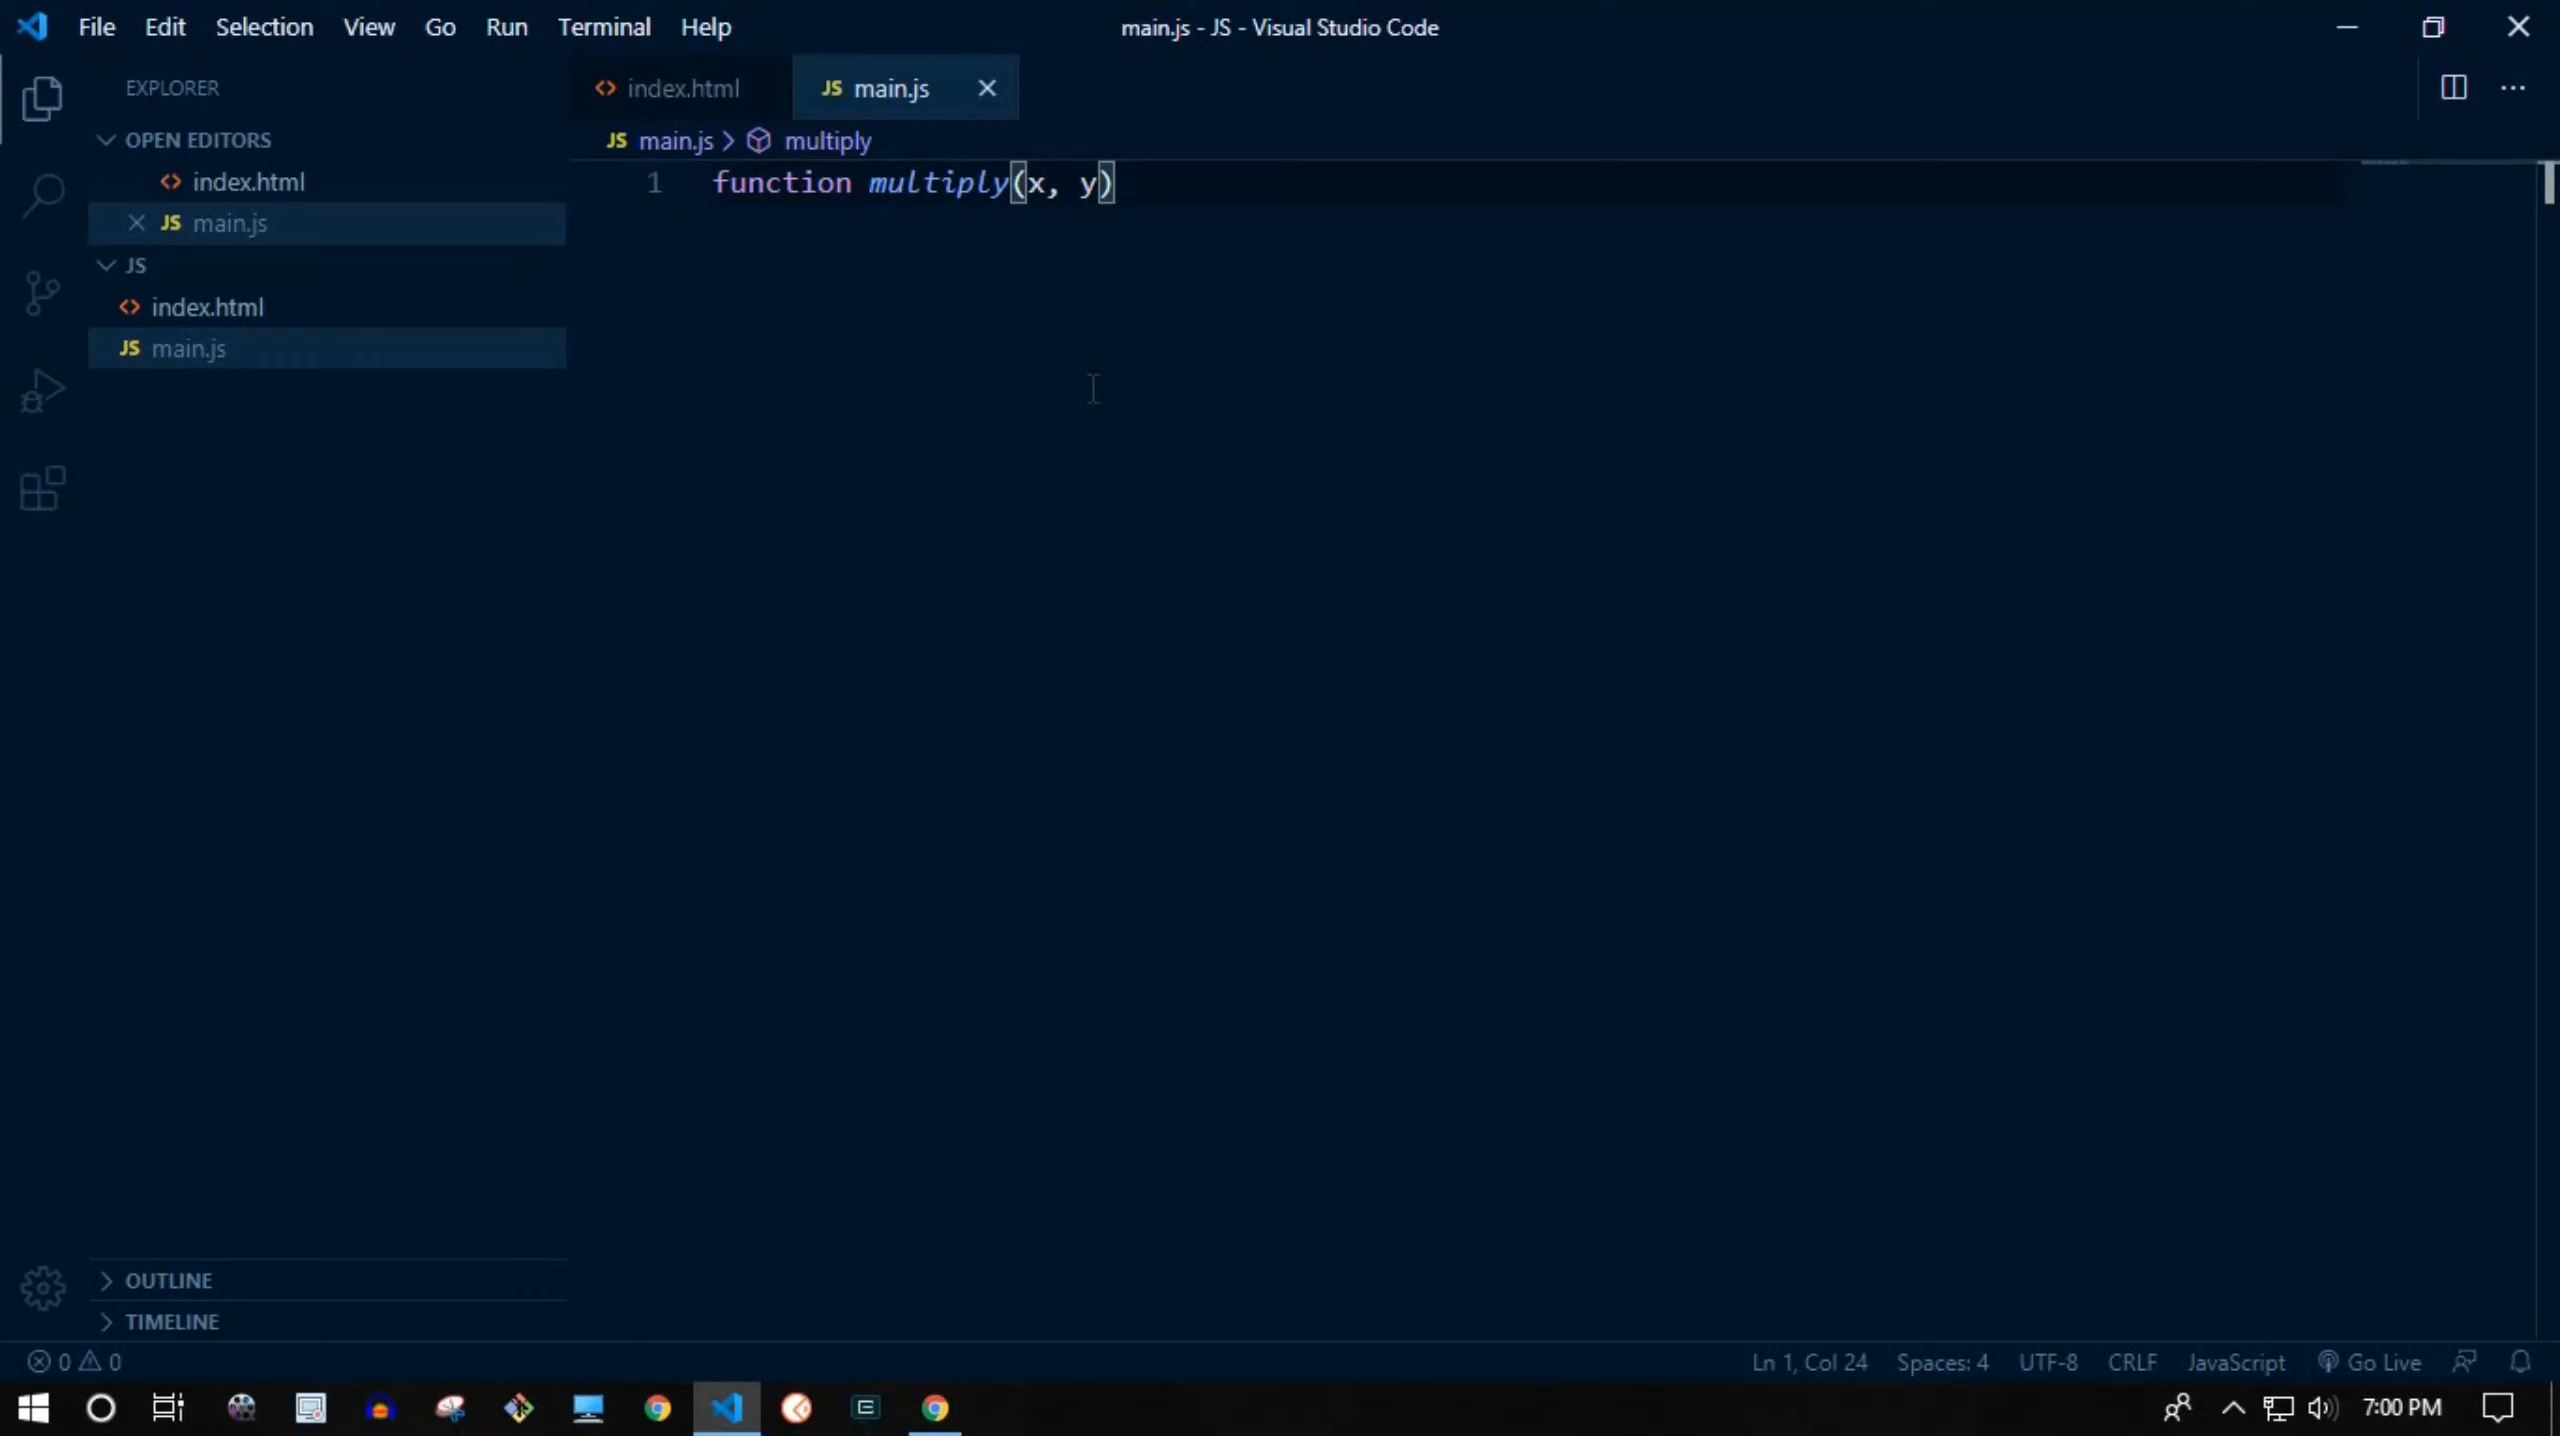 File Edit Selection View Go Run Terminal Help
main.js - JS - Visual Studio Code
EXPLORER
OPEN EDITORS
index.html
JS main.js
JS
index.html
JS main.js
OUTLINE
TIMELINE
index.html
JS main.js
JS main.js > multiply
1 function multiply(x, y)
0 0
Ln 1, Col 24 Spaces: 4 UTF-8 CRLF JavaScript Go Live
7:00 PM